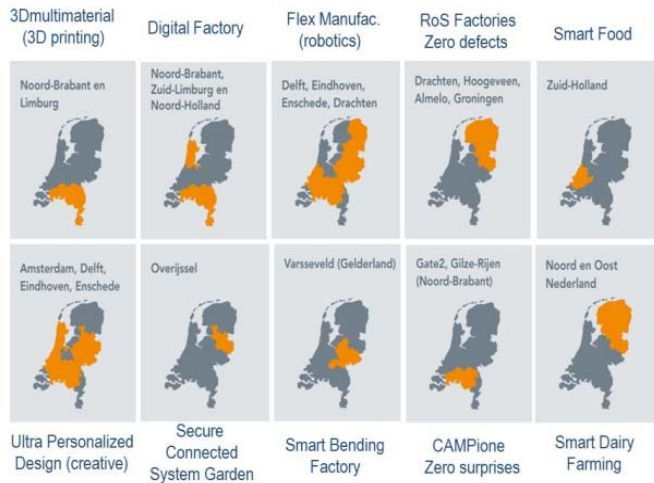 3Dmultimaterial
(3D printing)
Digital Factory
Flex Manufac.
(robotics)
RoS Factories
Zero defects
Smart Food
Noord-Brabant en
Limburg
Noord-Brabant,
Zuid-Limburg en
Noord-Holland
Delft, Eindhoven,
Enschede, Drachten
Drachten, Hoogeveen,
Almelo, Groningen
Zuid-Holland
Amsterdam, Delft,
Eindhoven, Enschede
Overijssel
Varsseveld (Gelderland)
Gate2, Gilze-Rijen
(Noord-Brabant)
Noord en Oost
Nederland
Ultra Personalized
Design (creative)
Secure
Connected
System Garden
Smart Bending
Factory
CAMPione
Zero surprises
Smart Dairy
Farming